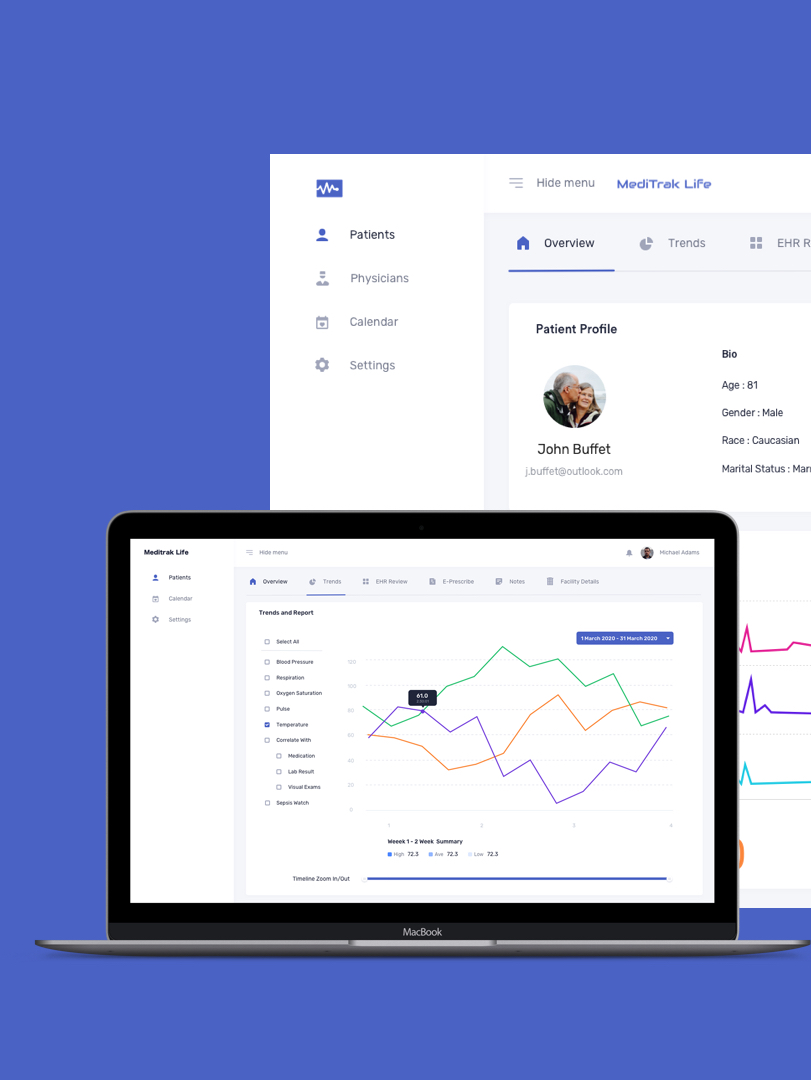 Hide menu
MediTrak Life
Patients
Physicians
Calendar
Settings
Overview
Trends
EHR R
Patient Profile
John Buffet
j.buffet@outlook.com
Bio
Age : 81
Gender : Male
Race : Caucasian
Marital Status : Marr
Meditrak Life
Patients
Calendar
Settings
Hide menu
Michael Adams
Overview
Trends
EHR Review
E-Prescribe
Notes
Facility Details
Trends and Report
1 March 2020 - 31 March 2020
Select All
Blood Pressure
Respiration
Oxygen Saturation
Pulse
Temperature
Correlate With
Medication
Lab Result
Visual Exams
Sepsis Watch
120
100
80
60
40
20
0
61.0
1
2
3
4
Weeek 1 - 2 Week Summary
High 72.3
Ave 72.3
Low 72.3
Timeline Zoom In/Out
MacBook